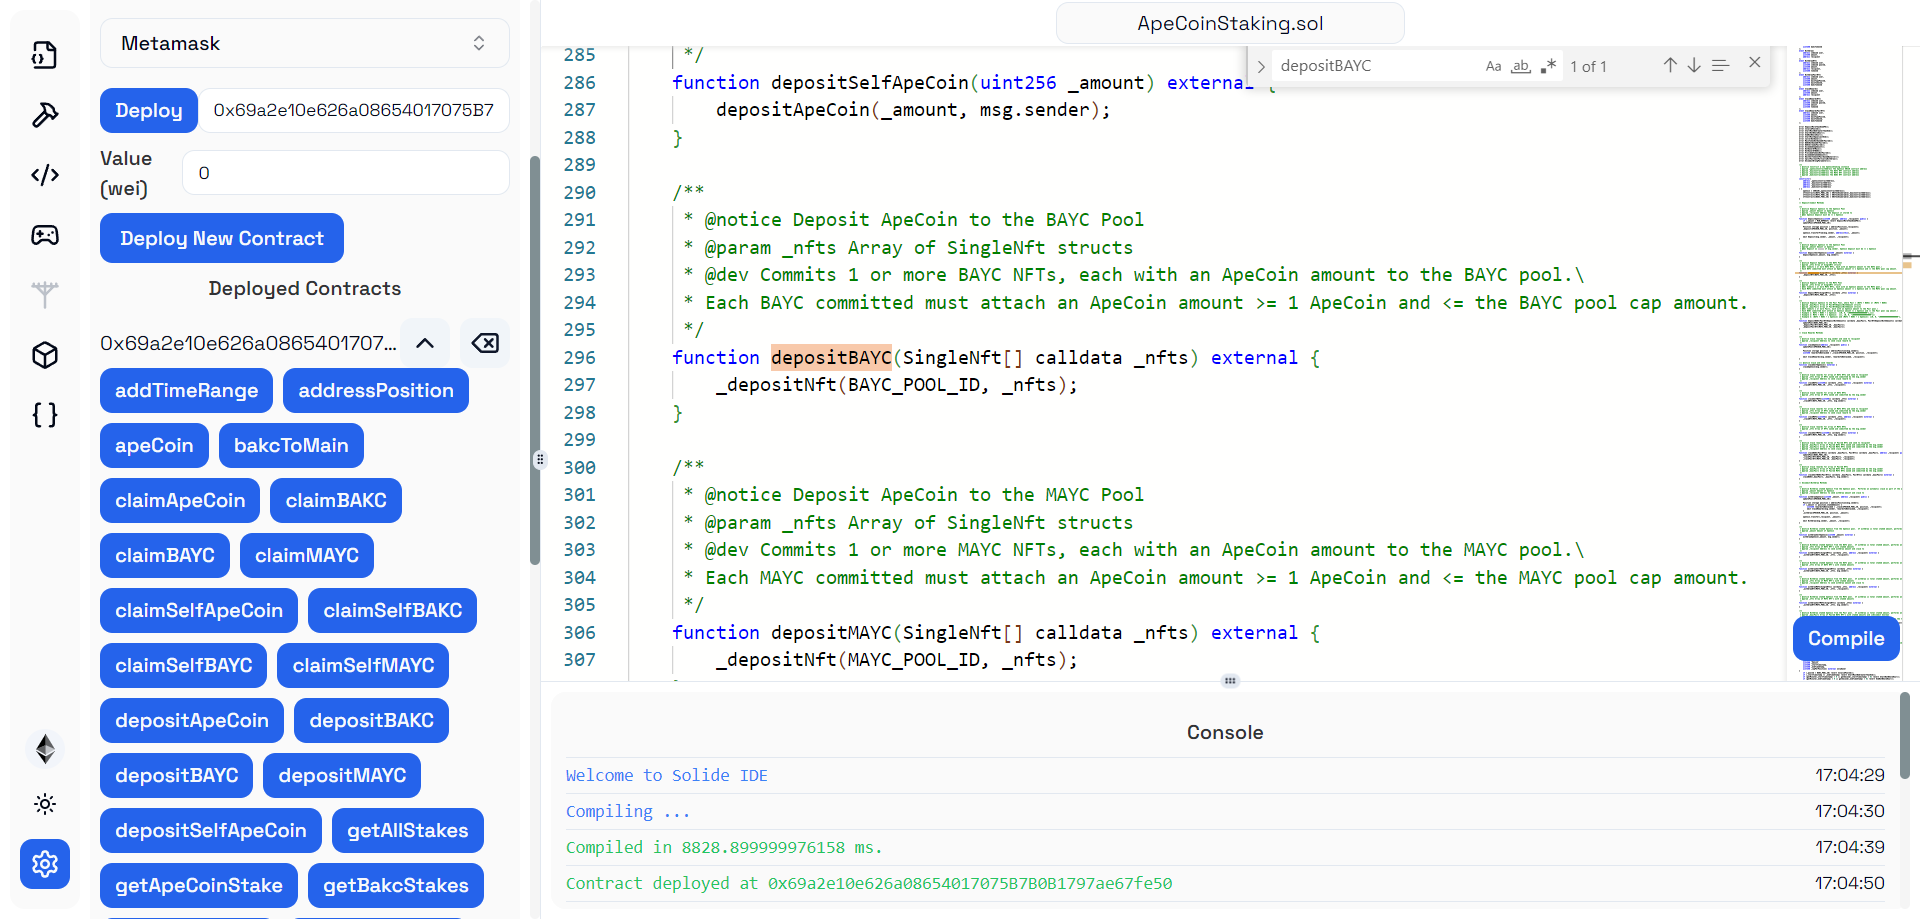 Metamask
Deploy
0x69a2e10e626a08654017075B7
Value
(wei)
0
Deploy New Contract
Deployed Contracts
0x69a2e10e626a0865401707...
addTimeRange
addressPosition
apeCoin
bakcToMain
claimApeCoin
claimBAKC
claimBAYC
claimMAYC
claimSelfApeCoin
claimSelfBAKC
claimSelfBAYC
claimSelfMAYC
depositApeCoin
depositBAKC
depositBAYC
depositMAYC
depositSelfApeCoin
getAllStakes
getApeCoinStake
getBakcStakes
ApeCoinStaking.sol
depositBAYC
Aa ab .*
1 of 1
285 */
286 function depositSelfApeCoin(uint256 _amount) external {
287 depositApeCoin(_amount, msg.sender);
288 }
289
290 /**
291 * @notice Deposit ApeCoin to the BAYC Pool
292 * @param _nfts Array of SingleNft structs
293 * @dev Commits 1 or more BAYC NFTs, each with an ApeCoin amount to the BAYC pool.\
294 * Each BAYC committed must attach an ApeCoin amount >= 1 ApeCoin and <= the BAYC pool cap amount.
295 */
296 function depositBAYC(SingleNft[] calldata _nfts) external {
297 _depositNft(BAYC_POOL_ID, _nfts);
298 }
299
300 /**
301 * @notice Deposit ApeCoin to the MAYC Pool
302 * @param _nfts Array of SingleNft structs
303 * @dev Commits 1 or more MAYC NFTs, each with an ApeCoin amount to the MAYC pool.\
304 * Each MAYC committed must attach an ApeCoin amount >= 1 ApeCoin and <= the MAYC pool cap amount.
305 */
306 function depositMAYC(SingleNft[] calldata _nfts) external {
307 _depositNft(MAYC_POOL_ID, _nfts);
Compile
Console
Welcome to Solide IDE 17:04:29
Compiling ... 17:04:30
Compiled in 8828.899999976158 ms. 17:04:39
Contract deployed at 0x69a2e10e626a08654017075B7B0B1797ae67fe50 17:04:50